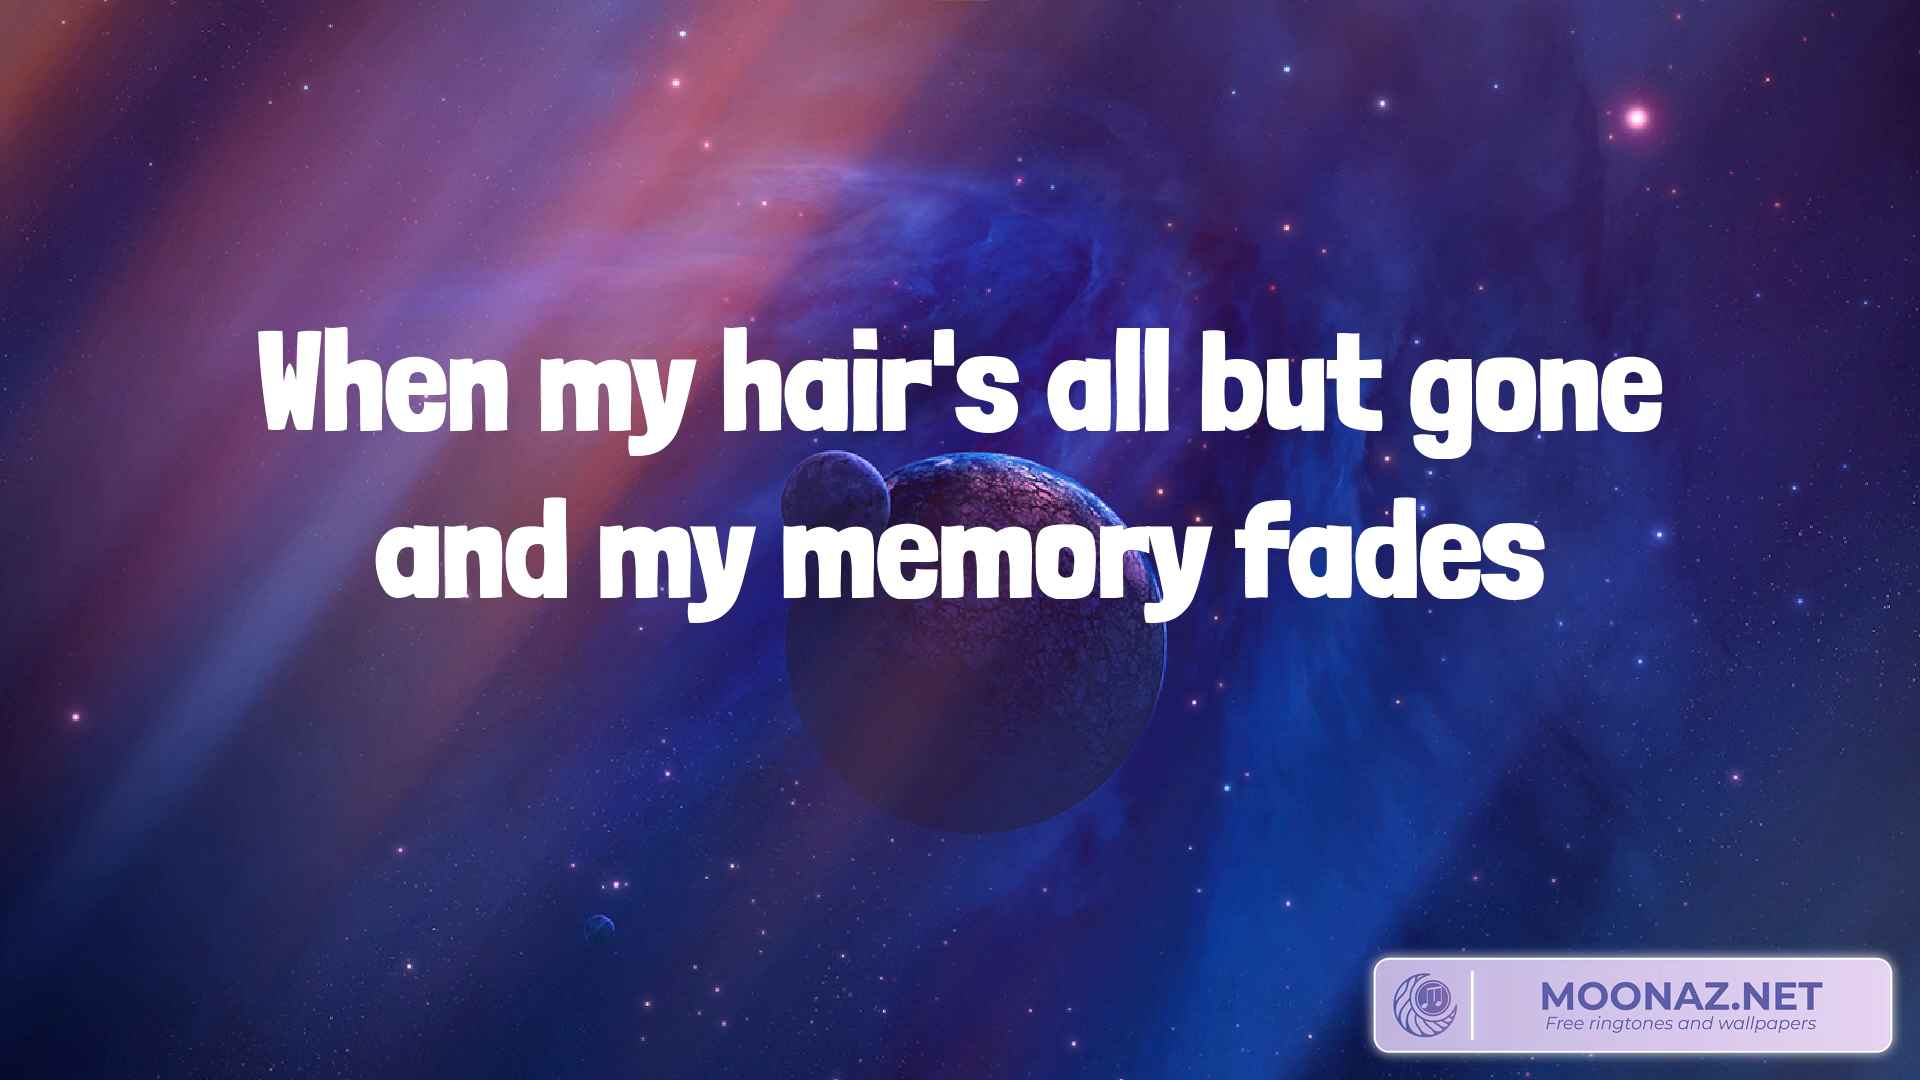 When my hair's all but gone
and my memory fades
MOONAZ.NET
Free ringtones and wallpapers